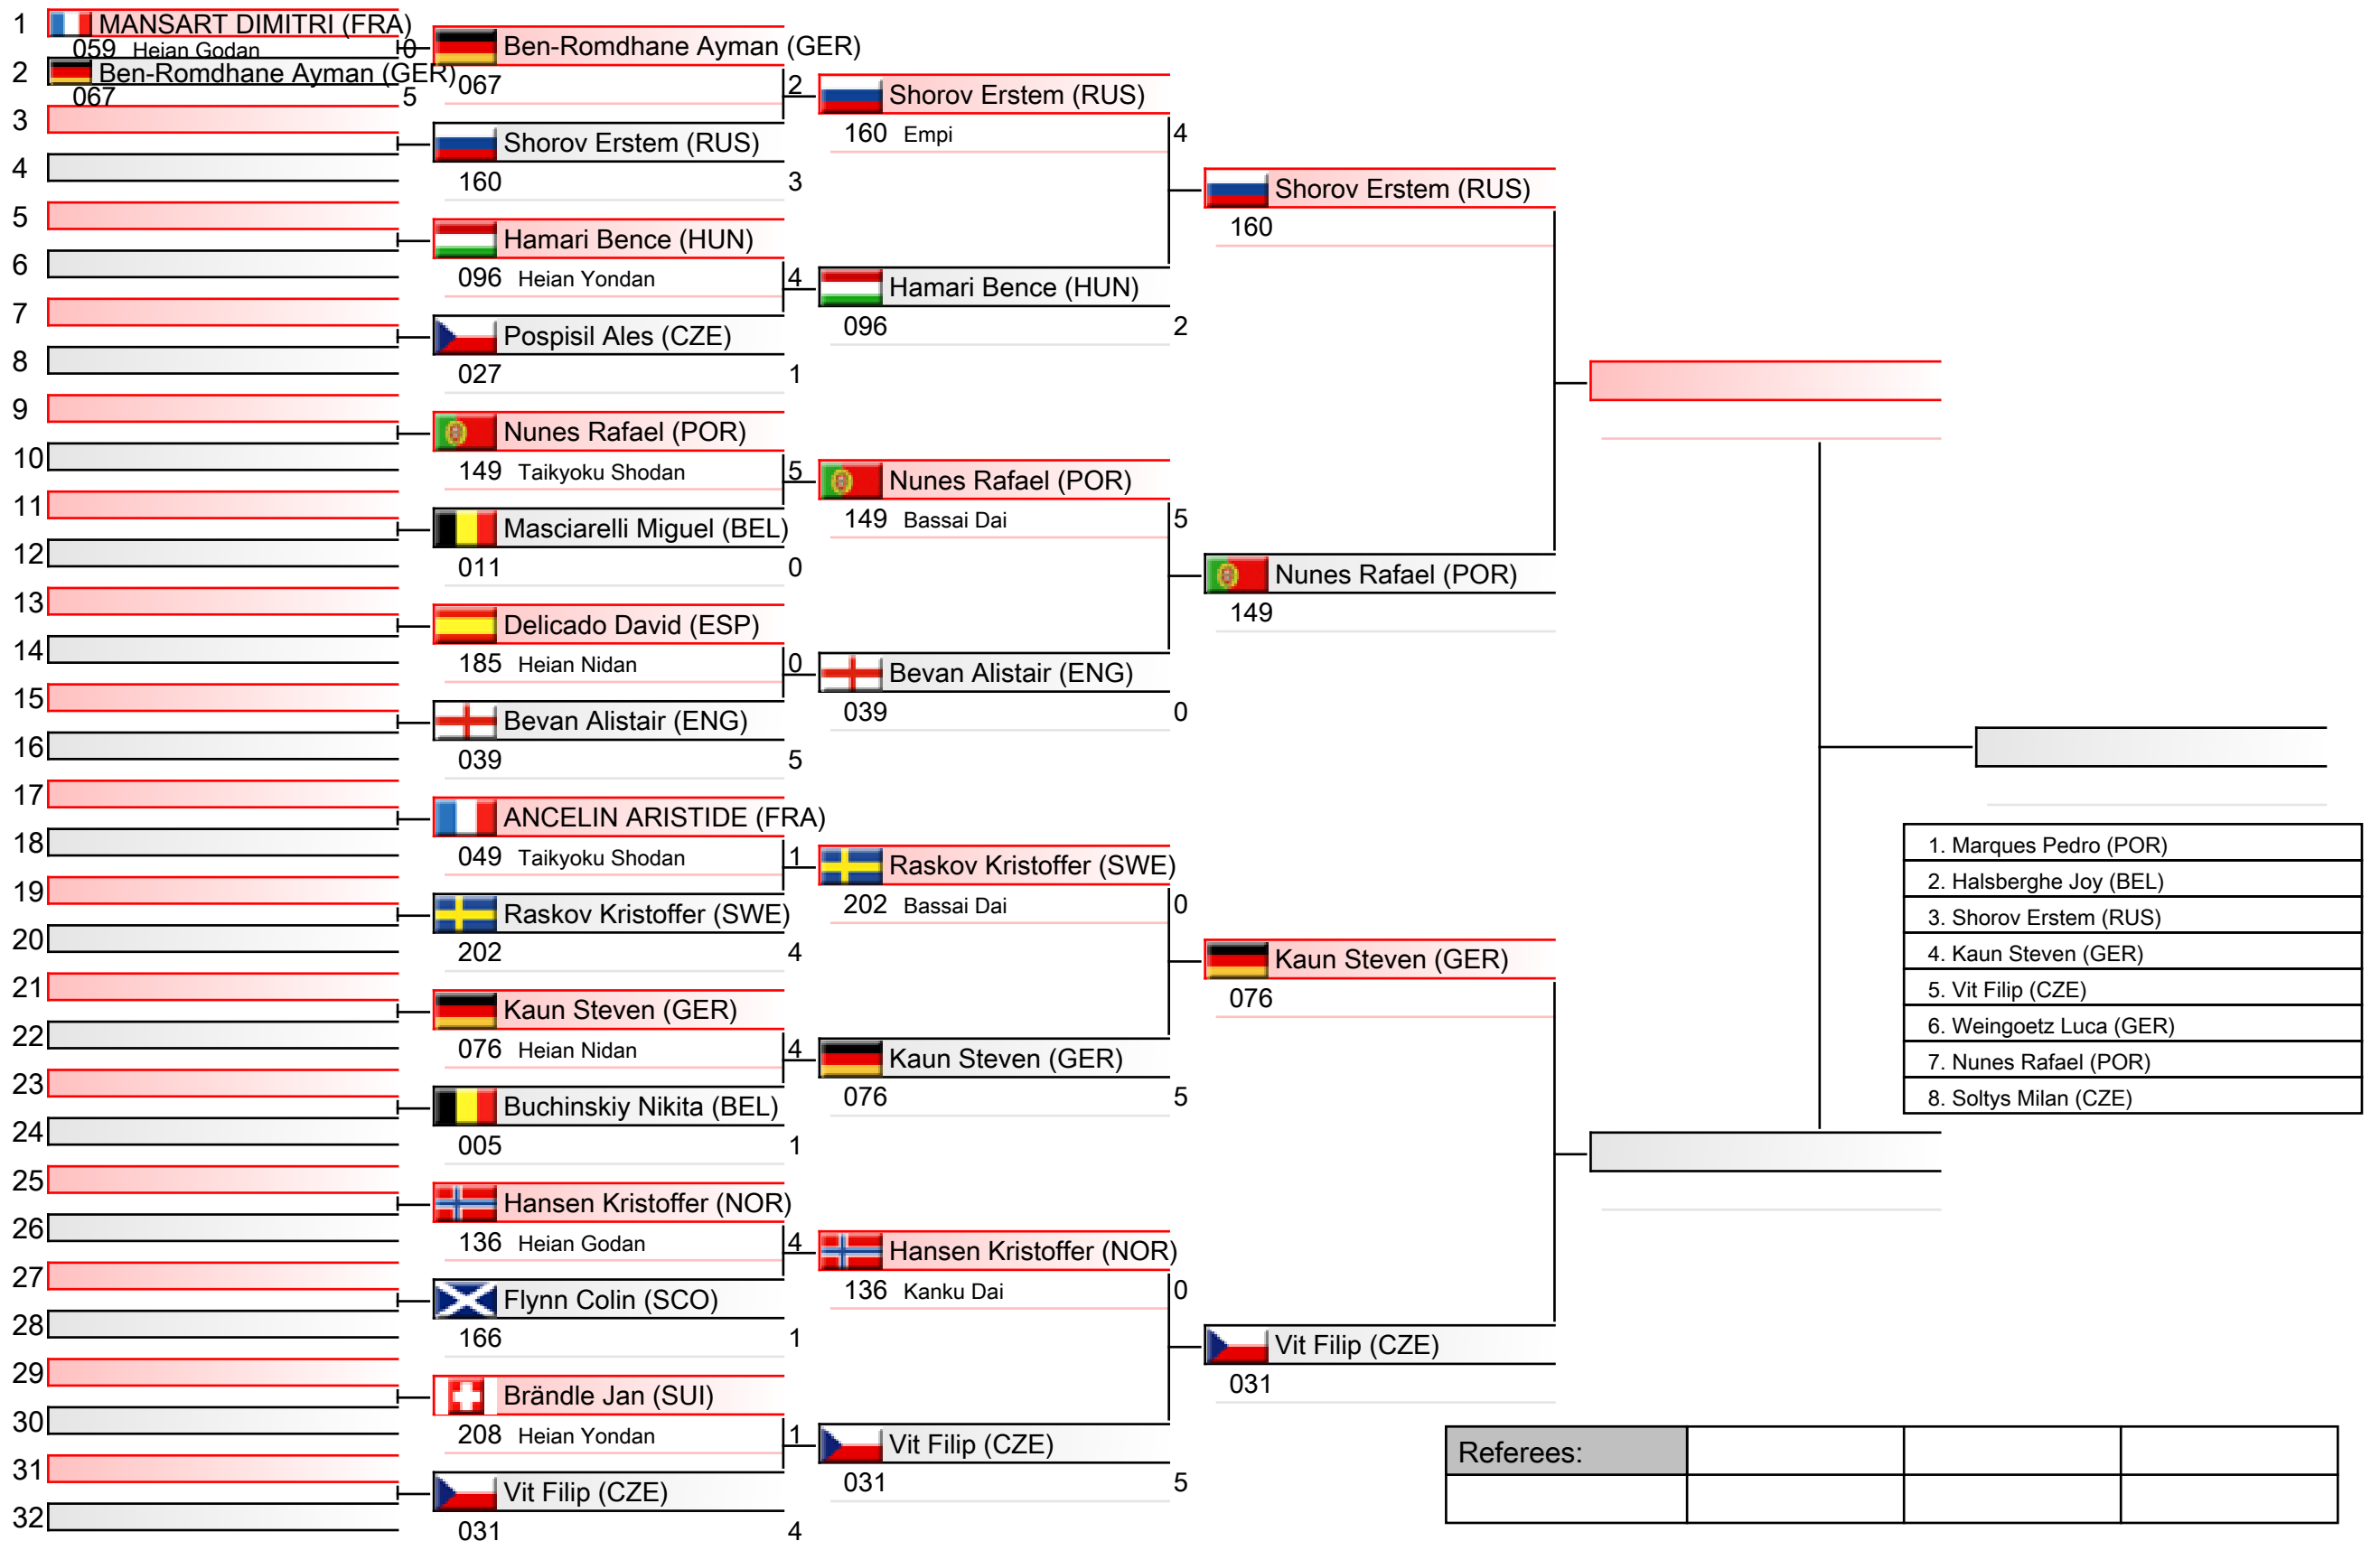 1 MANSART DIMITRI (FRA)
059 Heian Godan 0
2 Ben-Romdhane Ayman (GER)
067 5
3
4
5
6
7
8
9
10
11
12
13
14
15
16
17
18
19
20
21
22
23
24
25
26
27
28
29
30
31
32
Ben-Romdhane Ayman (GER)
067 2
Shorov Erstem (RUS)
160 3
Hamari Bence (HUN)
096 Heian Yondan 4
Pospisil Ales (CZE)
027 1
Nunes Rafael (POR)
149 Taikyoku Shodan 5
Masciarelli Miguel (BEL)
011 0
Delicado David (ESP)
185 Heian Nidan 0
Bevan Alistair (ENG)
039 5
ANCELIN ARISTIDE (FRA)
049 Taikyoku Shodan 1
Raskov Kristoffer (SWE)
202 4
Kaun Steven (GER)
076 Heian Nidan 4
Buchinskiy Nikita (BEL)
005 1
Hansen Kristoffer (NOR)
136 Heian Godan 4
Flynn Colin (SCO)
166 1
Brändle Jan (SUI)
208 Heian Yondan 1
Vit Filip (CZE)
031 4
Shorov Erstem (RUS)
160 Empi 4
Hamari Bence (HUN)
096 2
Nunes Rafael (POR)
149 Bassai Dai 5
Bevan Alistair (ENG)
039 0
Raskov Kristoffer (SWE)
202 Bassai Dai 0
Kaun Steven (GER)
076 5
Hansen Kristoffer (NOR)
136 Kanku Dai 0
Vit Filip (CZE)
031 5
Shorov Erstem (RUS)
160
Nunes Rafael (POR)
149
Kaun Steven (GER)
076
Vit Filip (CZE)
031
1. Marques Pedro (POR)
2. Halsberghe Joy (BEL)
3. Shorov Erstem (RUS)
4. Kaun Steven (GER)
5. Vit Filip (CZE)
6. Weingoetz Luca (GER)
7. Nunes Rafael (POR)
8. Soltys Milan (CZE)
Referees: